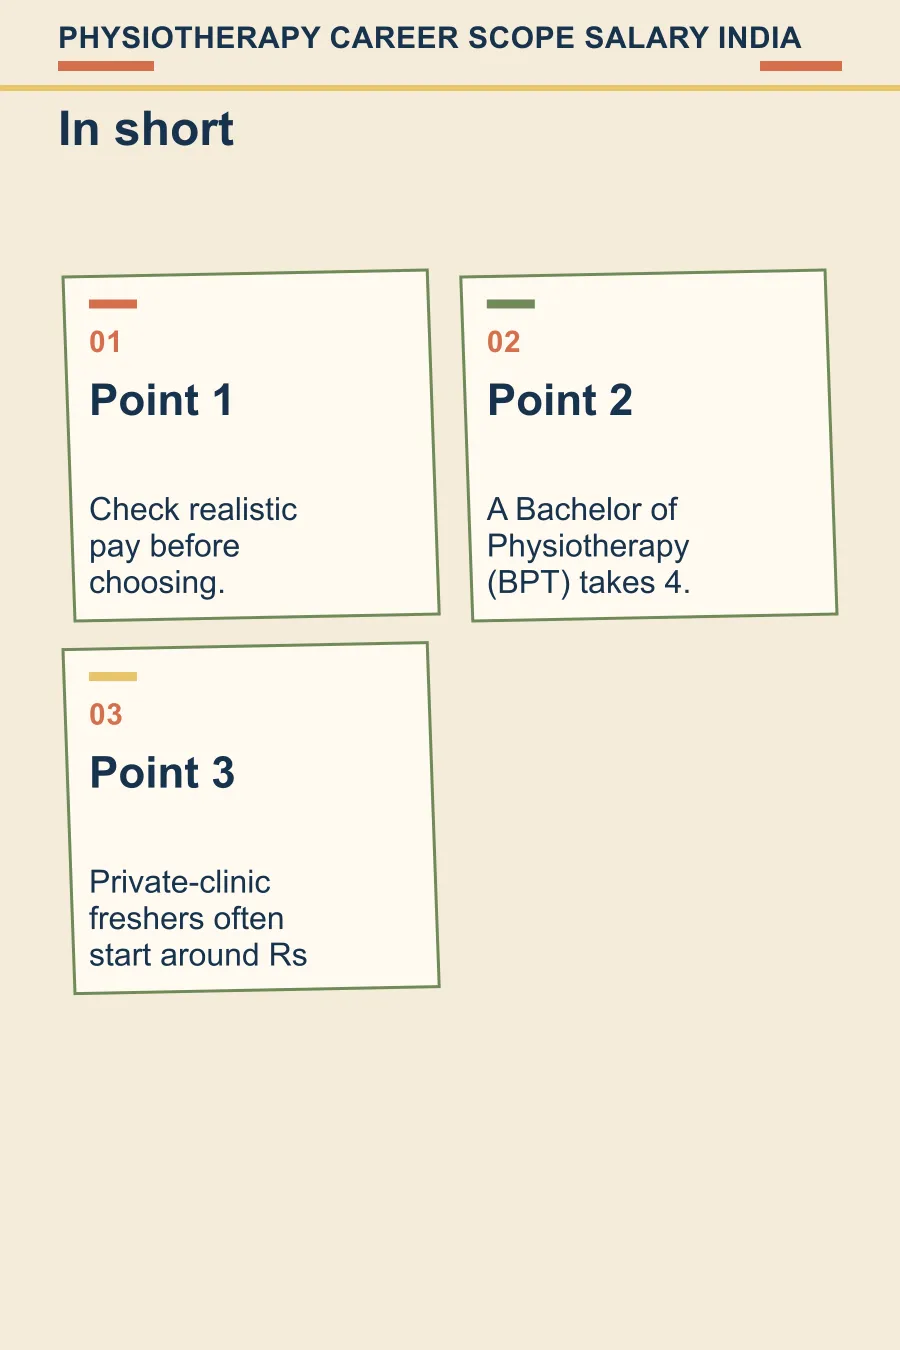 PHYSIOTHERAPY CAREER SCOPE SALARY INDIA
In short
01
Point 1
Check realistic
pay before
choosing.
02
Point 2
A Bachelor of
Physiotherapy
(BPT) takes 4.
03
Point 3
Private-clinic
freshers often
start around Rs